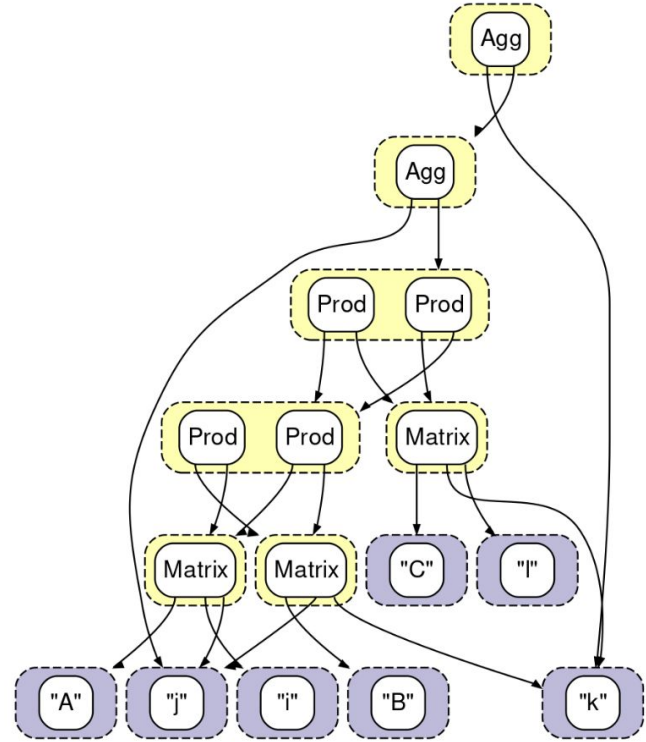 Agg
Agg
Prod Prod
Prod Prod Matrix
Matrix Matrix "C" "l"
"A" "j" "i" "B" "k"